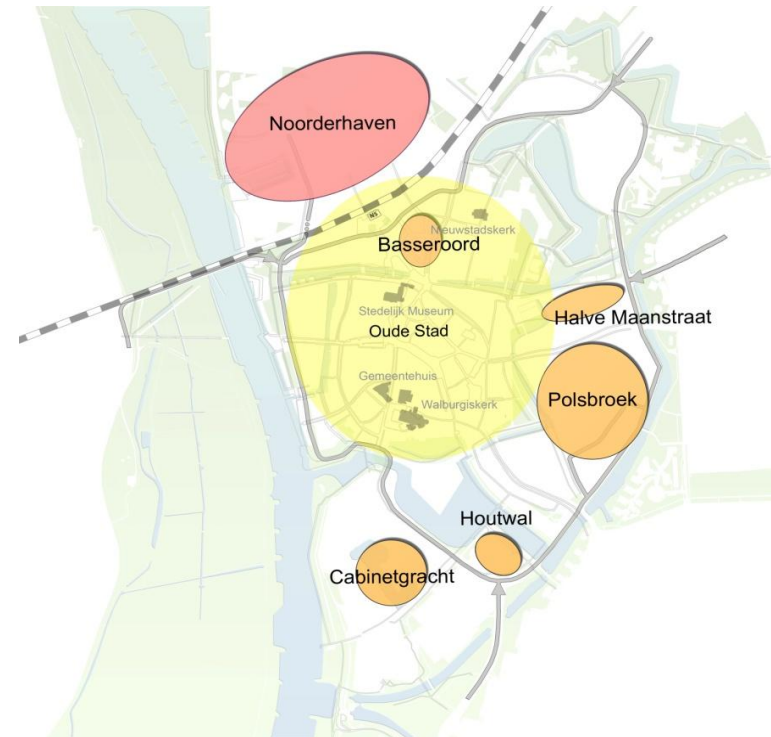 Noorderhaven
N5
Nieuwstadskerk
Basseroord
Stedelijk Museum
Halve Maanstraat
Oude Stad
Gemeentehuis
Polsbroek
Walburgiskerk
Houtwal
Cabinetgracht